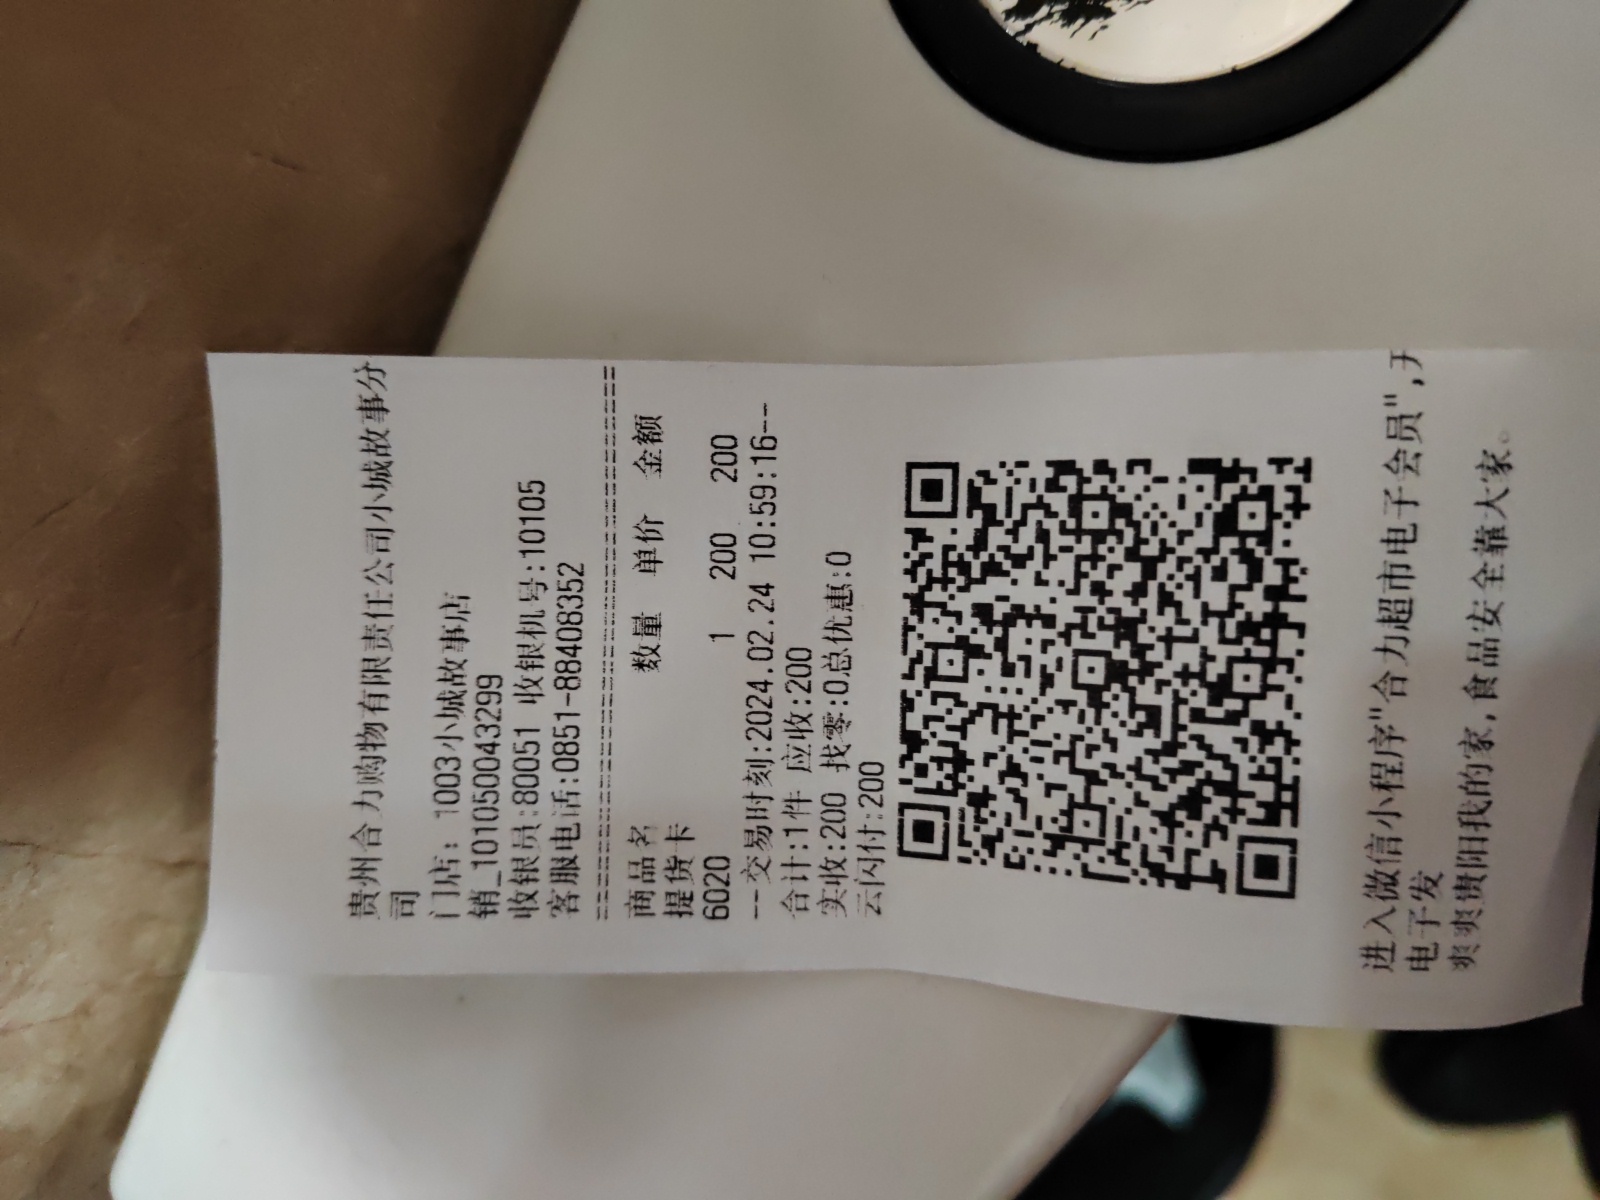 贵州合力购物有限责任公司小城故事分
司
门店: 1003小城故事店
销_101050043299
收银员:80051 收银机号:10105
客服电话:0851-88408352
商品名 数量 单价 金额
提货卡
6020 1 200 200
--交易时刻:2024.02.24 10:59:16--
合计:1件 应收:200
实收:200 找零:0总优惠:0
云闪付:200
进入微信小程序"合力超市电子会员",开
电子发
爽爽贵阳我的家,食品安全靠大家。